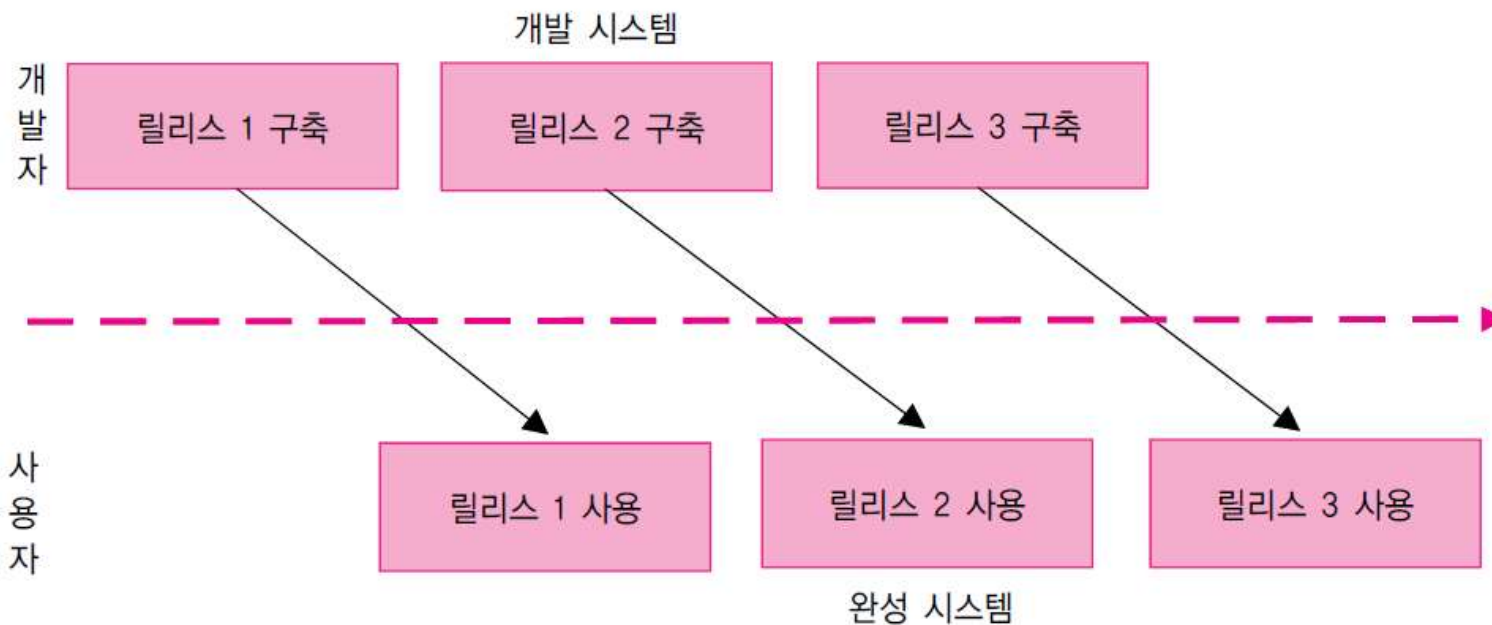 개발 시스템
개발자
릴리스 1 구축
릴리스 2 구축
릴리스 3 구축
사용자
릴리스 1 사용
릴리스 2 사용
릴리스 3 사용
완성 시스템